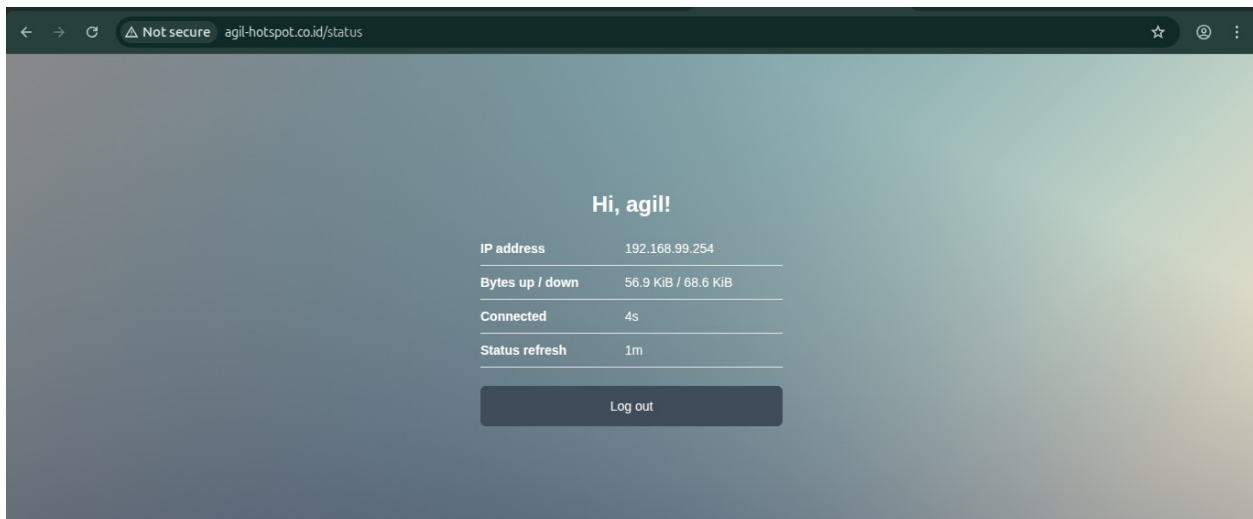 Not secure agil-hotspot.co.id/status
Hi, agil!
IP address 192.168.99.254
Bytes up / down 56.9 KiB / 68.6 KiB
Connected 4s
Status refresh 1m
Log out